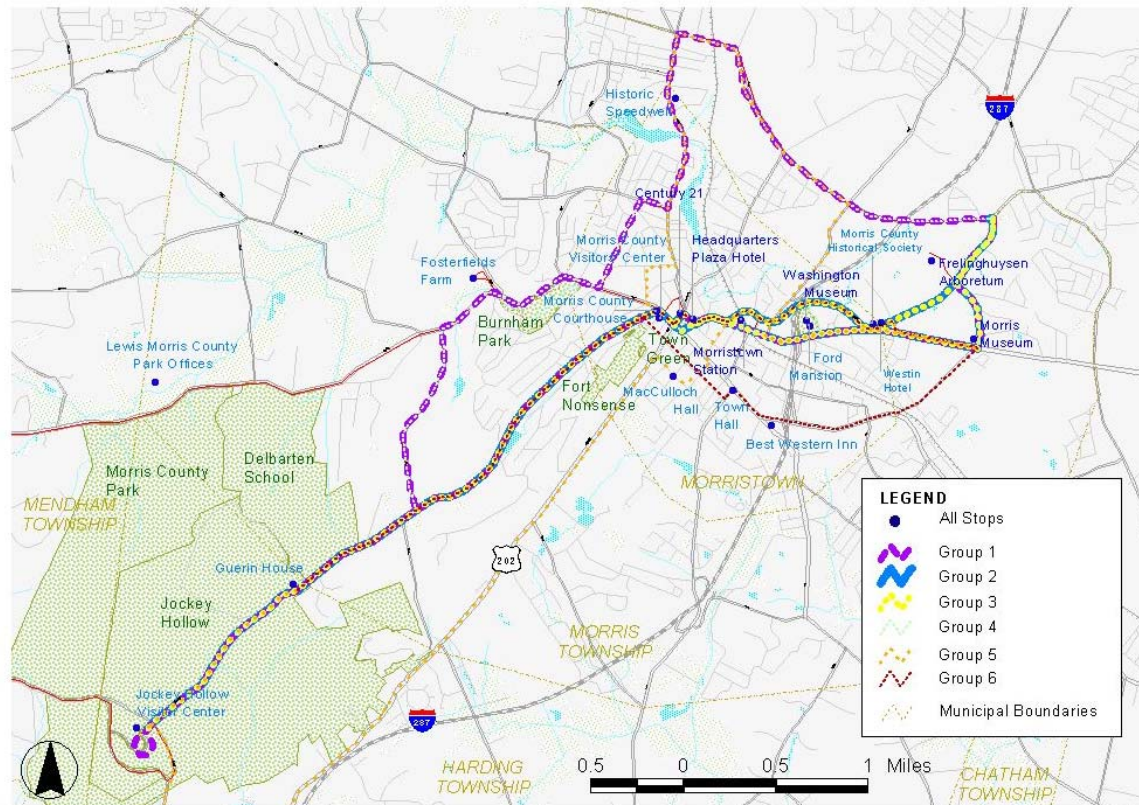 287
Historic
Speedwell
Century 21
Morris County
Visitors Center
Headquarters
Plaza Hotel
Morris County
Historical Society
Fosterfields
Farm
Washington
Museum
Frelinghuysen
Arboretum
Morris County
Courthouse
Burnham
Park
Town
Green
Morristown
Station
Ford
Mansion
Morris
Museum
Westin
Hotel
Lewis Morris County
Park Offices
Fort
Nonsense
MacCulloch
Hall
Town
Hall
Best Western Inn
Morris County
Park
Delbarten
School
MENDHAM
TOWNSHIP
MORRISTOWN
202
Guerin House
Jockey
Hollow
MORRIS
TOWNSHIP
Jockey Hollow
Visitor Center
287
HARDING
TOWNSHIP
CHATHAM
TOWNSHIP
LEGEND
All Stops
Group 1
Group 2
Group 3
Group 4
Group 5
Group 6
Municipal Boundaries
0.5 0 0.5 1 Miles